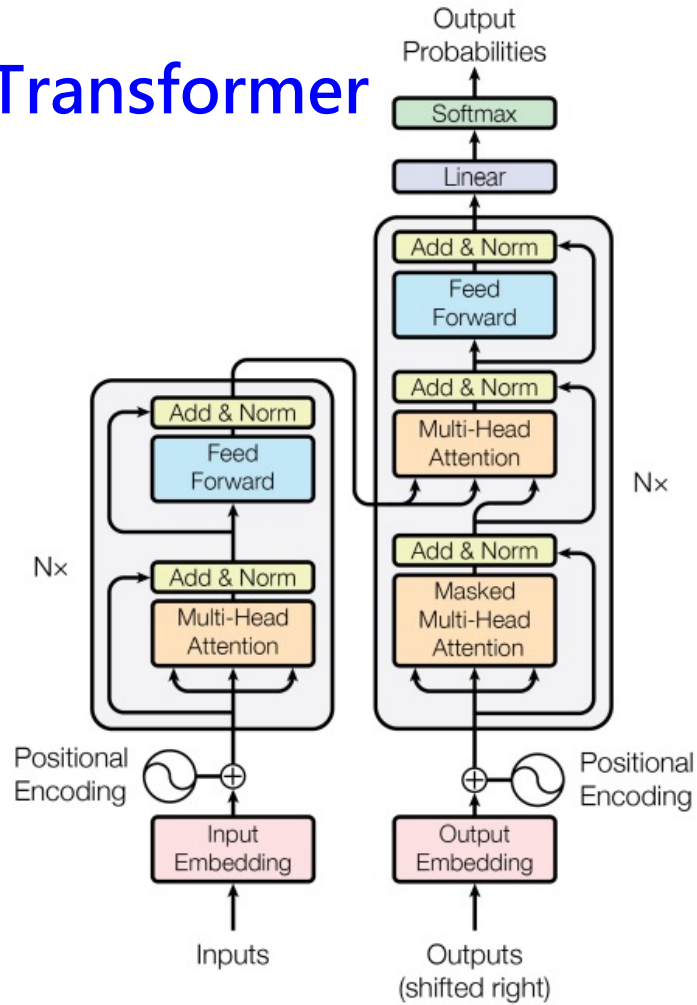 Transformer
Output
Probabilities
Softmax
Linear
Add & Norm
Feed
Forward
Add & Norm
Multi-Head
Attention
Nx
Add & Norm
Masked
Multi-Head
Attention
Positional
Encoding
Output
Embedding
Outputs
(shifted right)
Add & Norm
Feed
Forward
Nx
Add & Norm
Multi-Head
Attention
Positional
Encoding
Input
Embedding
Inputs